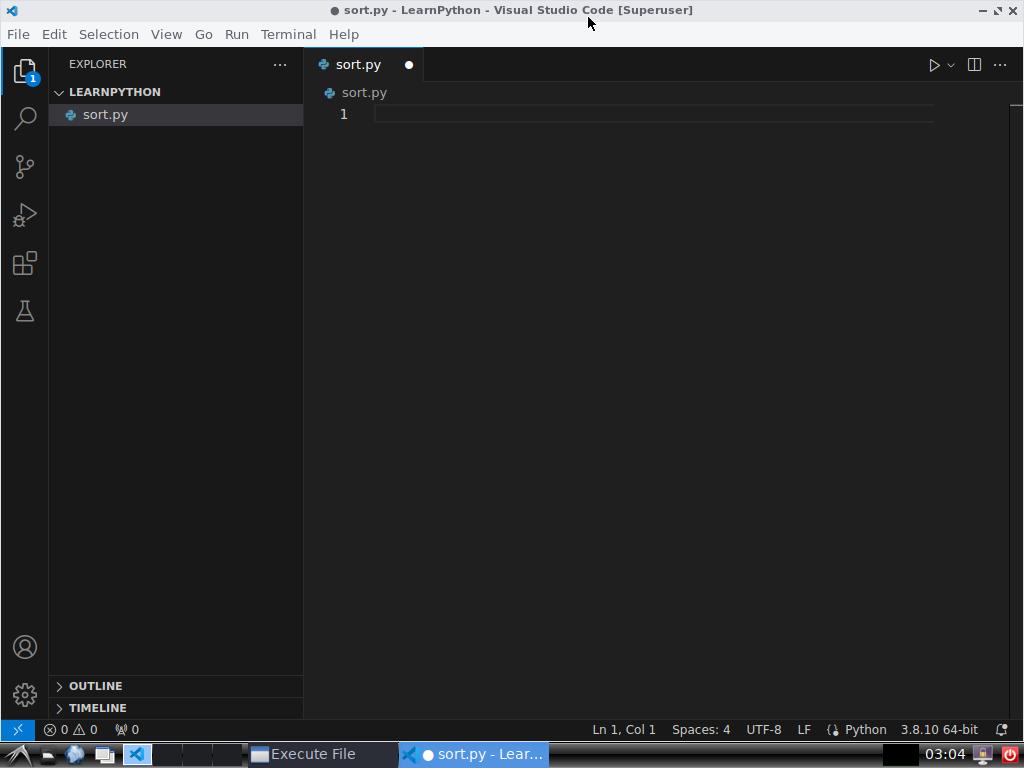 ● sort.py - LearnPython - Visual Studio Code [Superuser]
File Edit Selection View Go Run Terminal Help
EXPLORER
1
LEARNPYTHON
sort.py
sort.py
sort.py
1
OUTLINE
TIMELINE
0 0 0 Ln 1, Col 1 Spaces: 4 UTF-8 LF Python 3.8.10 64-bit
Execute File ● sort.py - Lear... 03:04